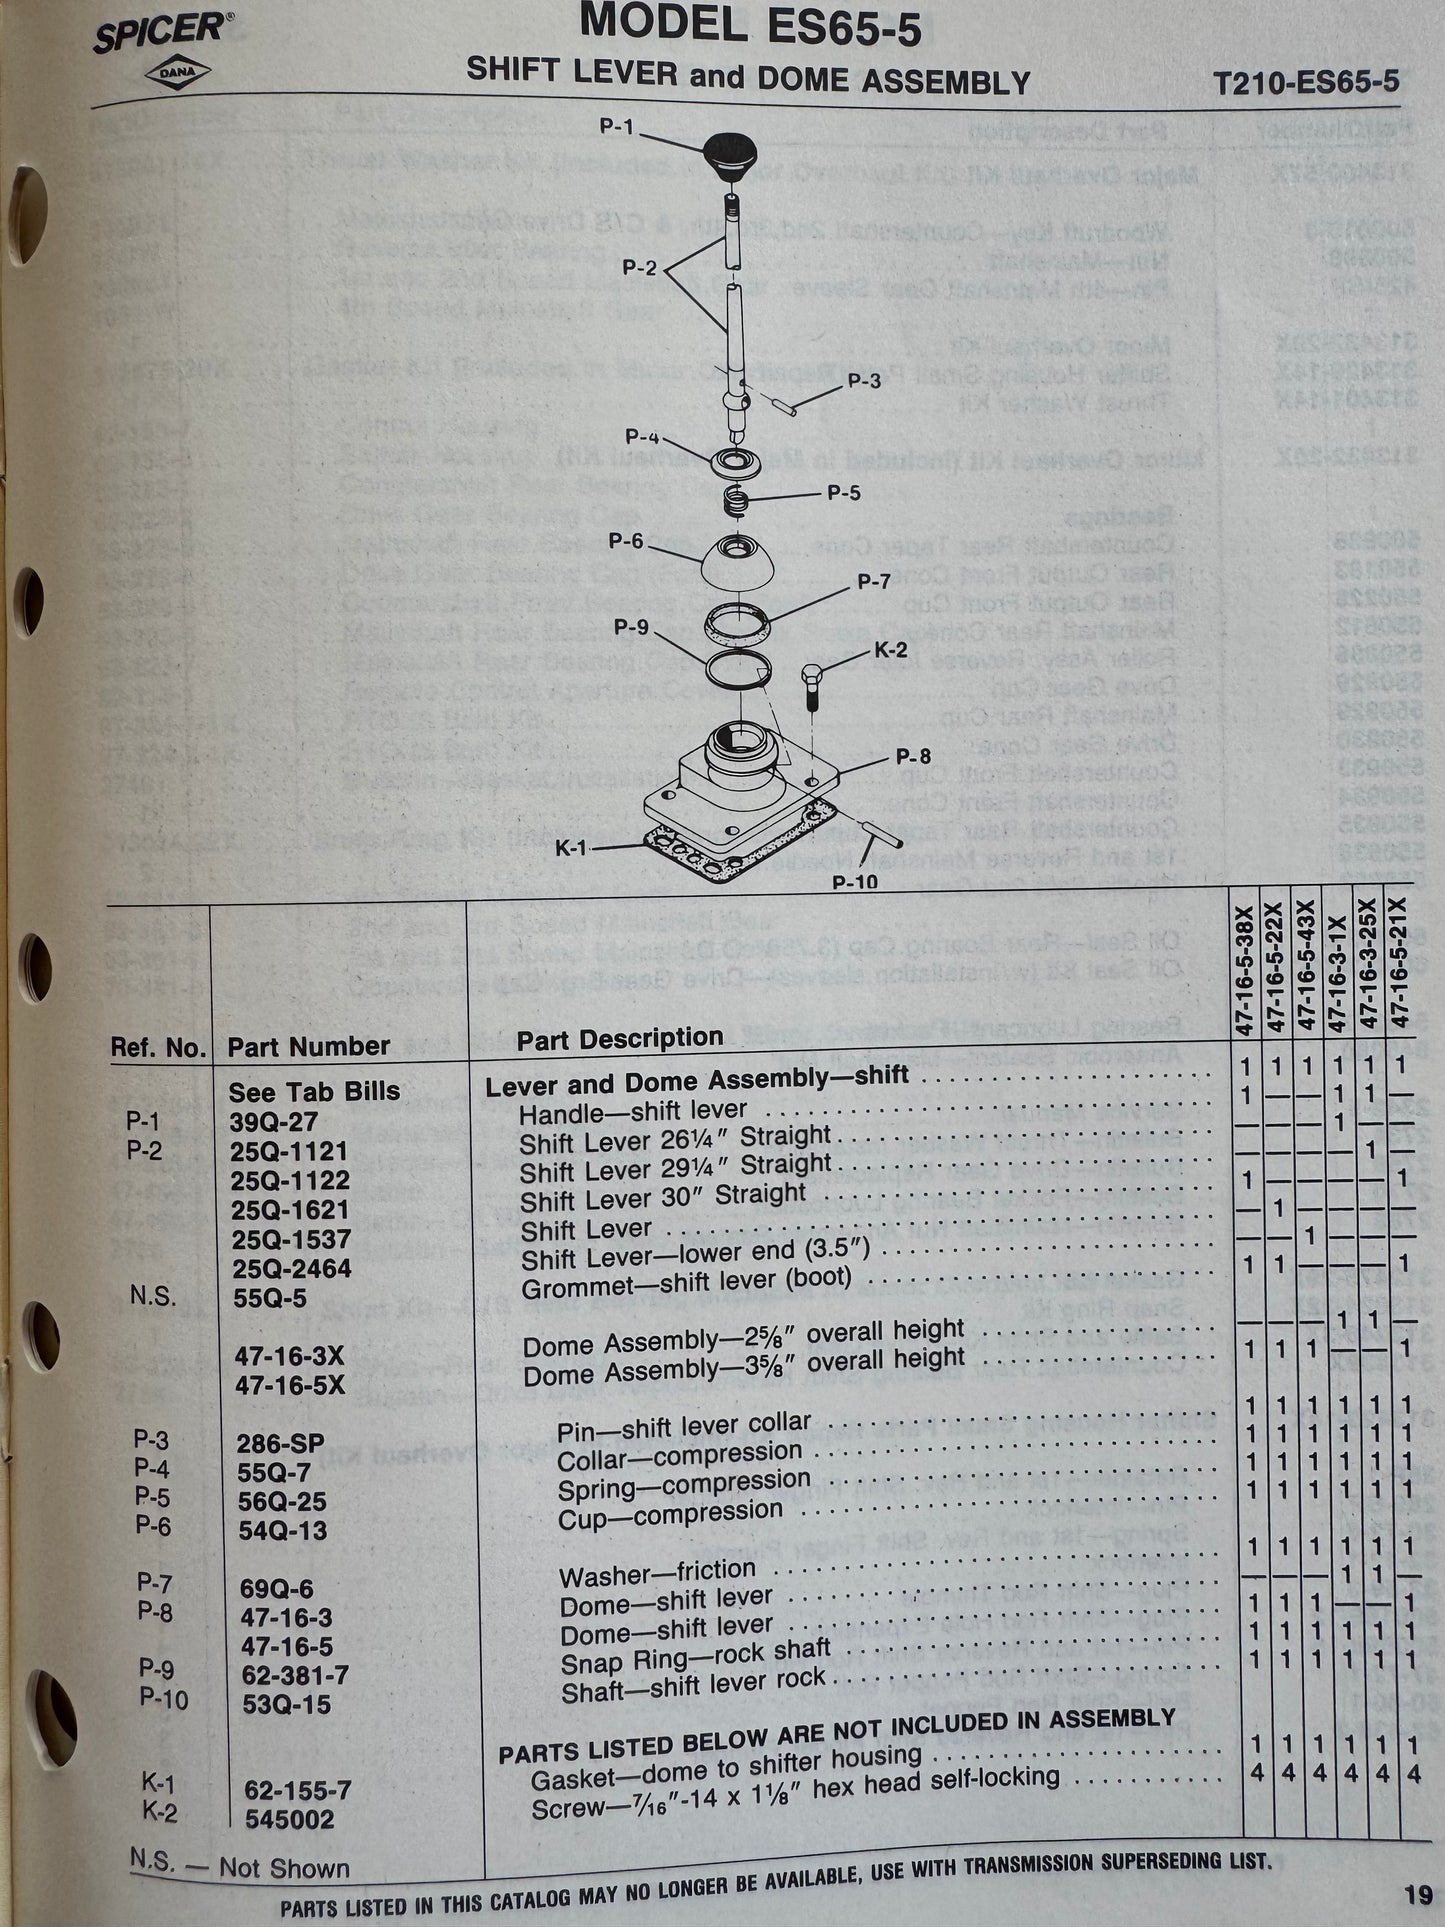 SPICER®
DANA
MODEL ES65-5
SHIFT LEVER and DOME ASSEMBLY
T210-ES65-5
P-1
P-2
P-3
P-4
P-5
P-6
P-7
P-9
K-2
P-8
K-1
P-10
Ref. No. Part Number Part Description 47-16-5-38X 47-16-5-22X 47-16-5-43X 47-16-3-1X 47-16-3-25X 47-16-5-21X
See Tab Bills Lever and Dome Assembly—shift 1 1 1 1 1 1
P-1 39Q-27 Handle—shift lever 1 — — 1 1 —
P-2 25Q-1121 Shift Lever 26¼″ Straight — — — 1 — —
25Q-1122 Shift Lever 29¼″ Straight — — — — 1 —
25Q-1621 Shift Lever 30″ Straight 1 — — — — 1
25Q-1537 Shift Lever — 1 — — — —
25Q-2464 Shift Lever—lower end (3.5″) — — 1 — — —
N.S. 55Q-5 Grommet—shift lever (boot) 1 1 — — — 1
47-16-3X Dome Assembly—2⅝″ overall height — — — 1 1 —
47-16-5X Dome Assembly—3⅝″ overall height 1 1 1 — — 1
P-3 286-SP Pin—shift lever collar 1 1 1 1 1 1
P-4 55Q-7 Collar—compression 1 1 1 1 1 1
P-5 56Q-25 Spring—compression 1 1 1 1 1 1
P-6 54Q-13 Cup—compression 1 1 1 1 1 1
P-7 69Q-6 Washer—friction 1 1 1 1 1 1
P-8 47-16-3 Dome—shift lever — — — 1 1 —
47-16-5 Dome—shift lever 1 1 1 — — 1
P-9 62-381-7 Snap Ring—rock shaft 1 1 1 1 1 1
P-10 53Q-15 Shaft—shift lever rock 1 1 1 1 1 1
PARTS LISTED BELOW ARE NOT INCLUDED IN ASSEMBLY
K-1 62-155-7 Gasket—dome to shifter housing 1 1 1 1 1 1
K-2 545002 Screw—7/16″-14 x 1⅛″ hex head self-locking 4 4 4 4 4 4
N.S. — Not Shown
PARTS LISTED IN THIS CATALOG MAY NO LONGER BE AVAILABLE, USE WITH TRANSMISSION SUPERSEDING LIST.
19